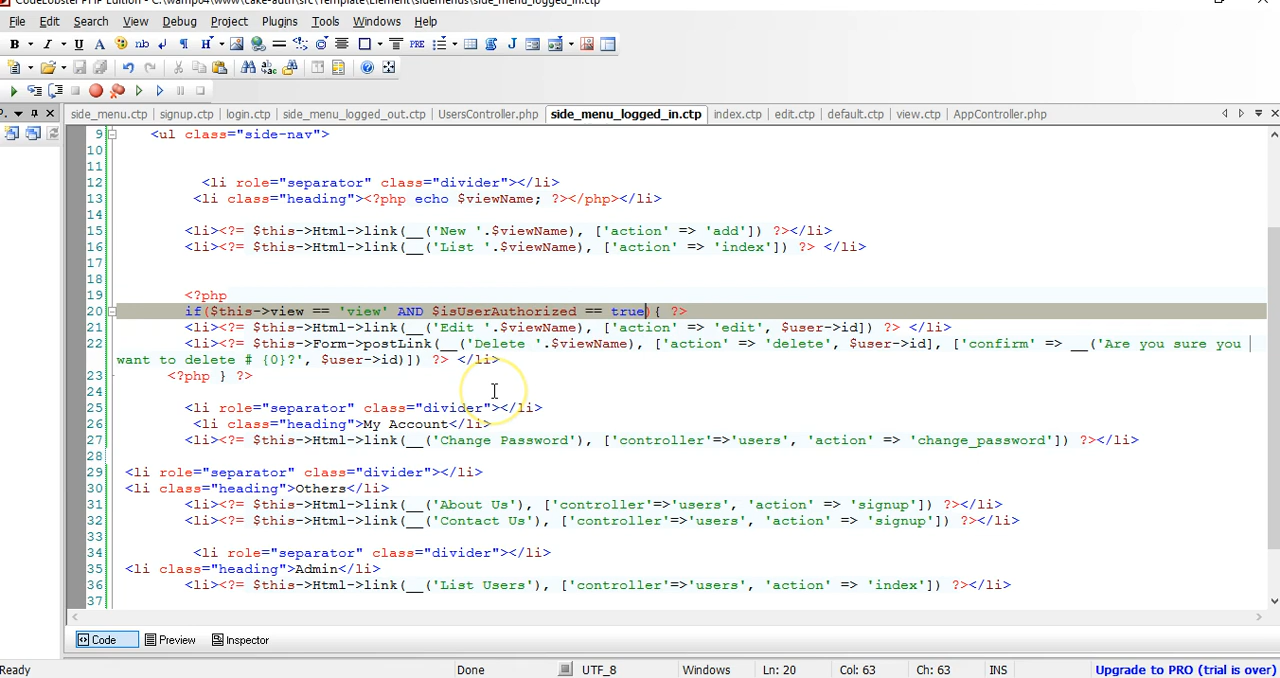 CodeLobster PHP Edition - C:\wamp64\www\cake-auth\src\Template\Element\sidemenus\side_menu_logged_in.ctp
File Edit Search View Debug Project Plugins Tools Windows Help
B I U A nb ¶ H PRE J
P.
side_menu.ctp signup.ctp login.ctp side_menu_logged_out.ctp UsersController.php side_menu_logged_in.ctp index.ctp edit.ctp default.ctp view.ctp AppController.php
9 <ul class="side-nav">
10
11
12 <li role="separator" class="divider"></li>
13 <li class="heading"><?php echo $viewName; ?></php></li>
14
15 <li><?= $this->Html->link(__('New '.$viewName), ['action' => 'add']) ?></li>
16 <li><?= $this->Html->link(__('List '.$viewName), ['action' => 'index']) ?> </li>
17
18
19 <?php
20 if($this->view == 'view' AND $isUserAuthorized == true){ ?>
21 <li><?= $this->Html->link(__('Edit '.$viewName), ['action' => 'edit', $user->id]) ?> </li>
22 <li><?= $this->Form->postLink(__('Delete '.$viewName), ['action' => 'delete', $user->id], ['confirm' => __('Are you sure you
want to delete # {0}?', $user->id)]) ?> </li>
23 <?php } ?>
24
25 <li role="separator" class="divider"></li>
26 <li class="heading">My Account</li>
27 <li><?= $this->Html->link(__('Change Password'), ['controller'=>'users', 'action' => 'change_password']) ?></li>
28
29 <li role="separator" class="divider"></li>
30 <li class="heading">Others</li>
31 <li><?= $this->Html->link(__('About Us'), ['controller'=>'users', 'action' => 'signup']) ?></li>
32 <li><?= $this->Html->link(__('Contact Us'), ['controller'=>'users', 'action' => 'signup']) ?></li>
33
34 <li role="separator" class="divider"></li>
35 <li class="heading">Admin</li>
36 <li><?= $this->Html->link(__('List Users'), ['controller'=>'users', 'action' => 'index']) ?></li>
37
Code Preview Inspector
Ready Done UTF_8 Windows Ln: 20 Col: 63 Ch: 63 INS Upgrade to PRO (trial is over)